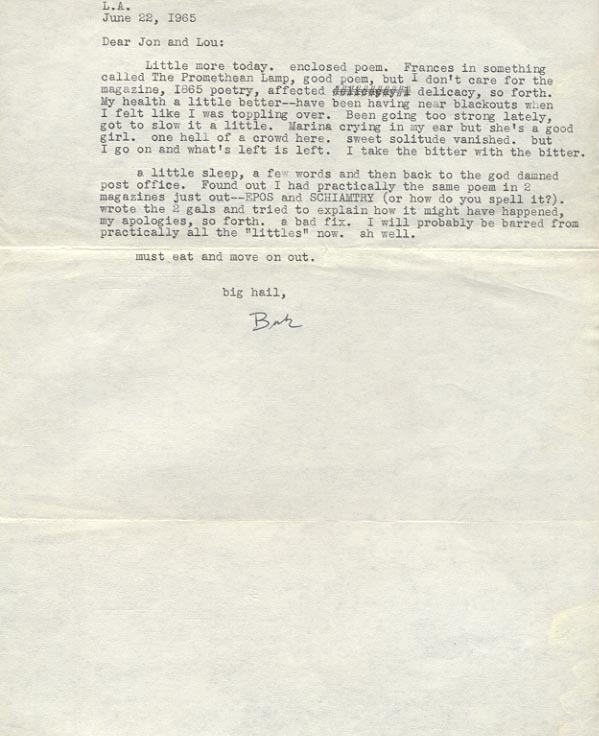 L.A.
June 22, I965
Dear Jon and Lou:
Little more today. enclosed poem. Frances in something
called The Promethean Lamp, good poem, but I don't care for the
magazine, I865 poetry, affected delicacy, so forth.
My health a little better--have been having near blackouts when
I felt like I was toppling over. Been going too strong lately,
got to slow it a little. Marina crying in my ear but she's a good
girl. one hell of a crowd here. sweet solitude vanished. but
I go on and what's left is left. I take the bitter with the bitter.
a little sleep, a few words and then back to the god damned
post office. Found out I had practically the same poem in 2
magazines just out--EPOS and SCHIAMTRY (or how do you spell it?).
wrote the 2 gals and tried to explain how it might have happened,
my apologies, so forth. a bad fix. I will probably be barred from
practically all the "littles" now. ah well.
must eat and move on out.
big hail,
Buk